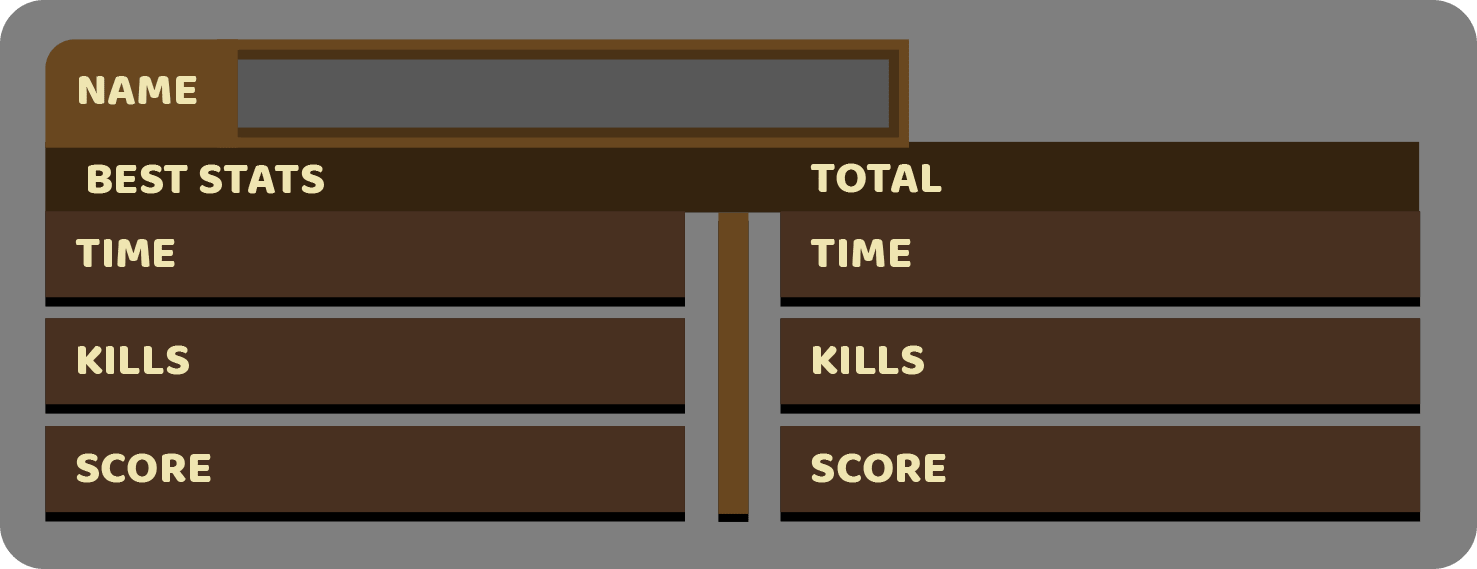 NAME
BEST STATS TOTAL
TIME TIME
KILLS KILLS
SCORE SCORE